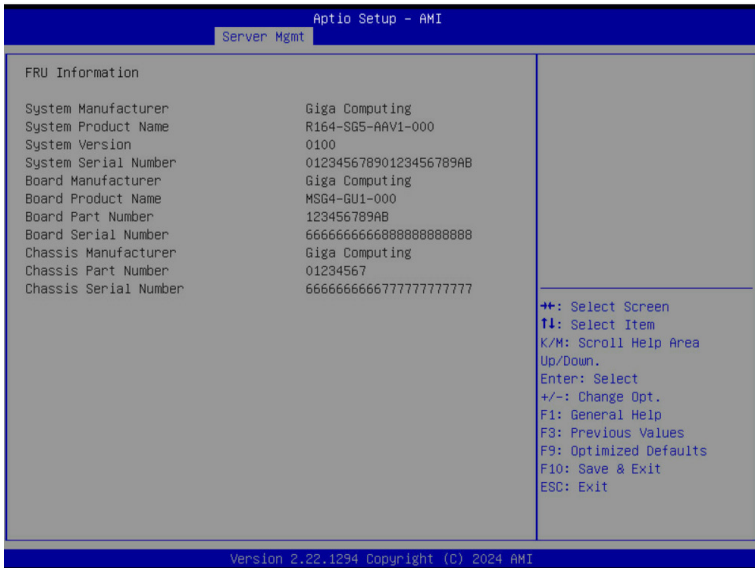 Aptio Setup – AMI
Server Mgmt
FRU Information
System Manufacturer Giga Computing
System Product Name R164-SG5-AAV1-000
System Version 0100
System Serial Number 01234567890123456789AB
Board Manufacturer Giga Computing
Board Product Name MSG4-GU1-000
Board Part Number 123456789AB
Board Serial Number 6666666666888888888888
Chassis Manufacturer Giga Computing
Chassis Part Number 01234567
Chassis Serial Number 6666666666777777777777
→←: Select Screen
↑↓: Select Item
K/M: Scroll Help Area
Up/Down.
Enter: Select
+/-: Change Opt.
F1: General Help
F3: Previous Values
F9: Optimized Defaults
F10: Save & Exit
ESC: Exit
Version 2.22.1294 Copyright (C) 2024 AMI